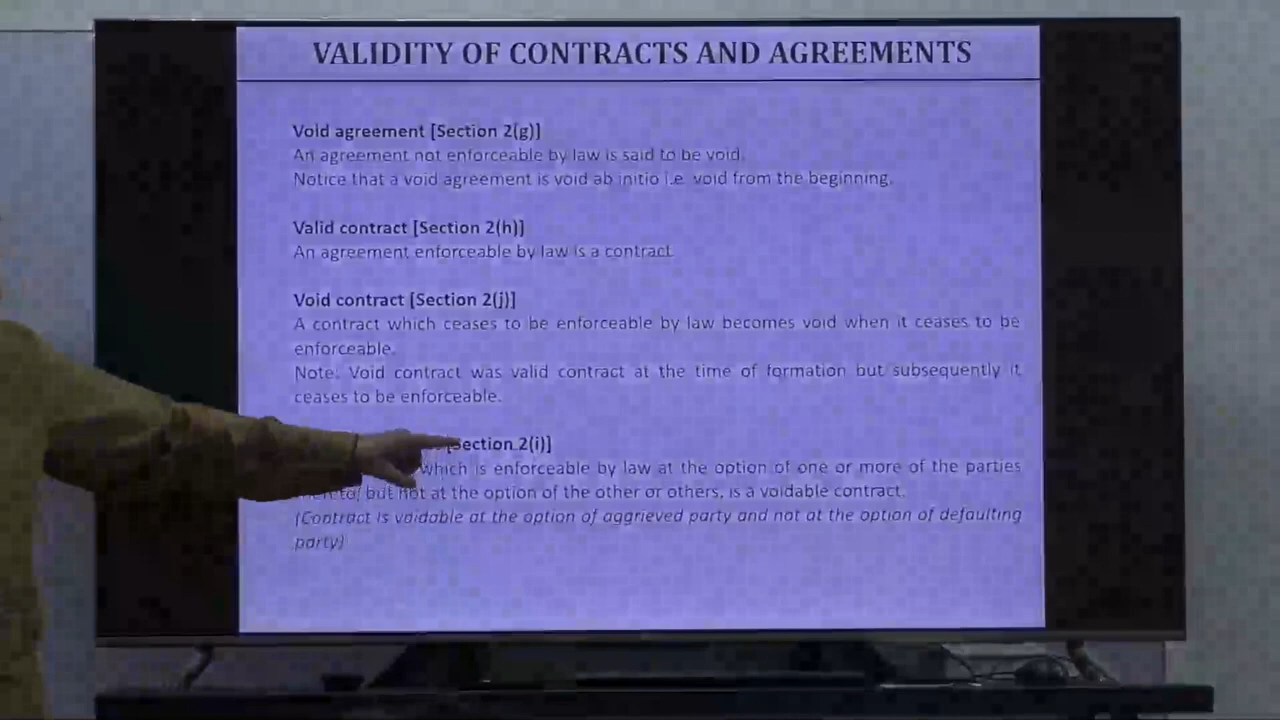 VALIDITY OF CONTRACTS AND AGREEMENTS
Void agreement [Section 2(g)]
An agreement not enforceable by law is said to be void.
Notice that a void agreement is void ab initio i.e. void from the beginning.
Valid contract [Section 2(h)]
An agreement enforceable by law is a contract.
Void contract [Section 2(j)]
A contract which ceases to be enforceable by law becomes void when it ceases to be
enforceable.
Note: Void contract was valid contract at the time of formation but subsequently it
ceases to be enforceable.
[Section 2(i)]
which is enforceable by law at the option of one or more of the parties
but not at the option of the other or others, is a voidable contract.
(Contract is voidable at the option of aggrieved party and not at the option of defaulting
party)